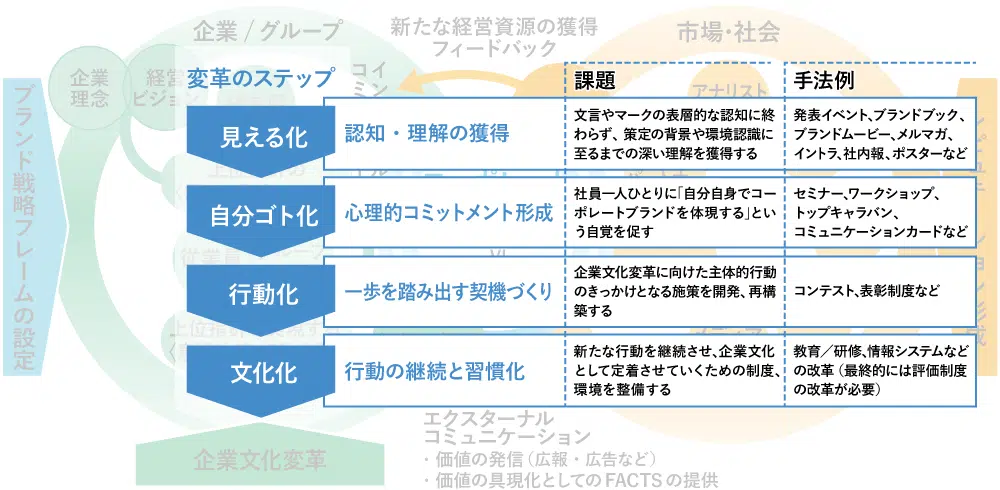 企業 / グループ
新たな経営資源の獲得
フィードバック
市場・社会
企業
理念
経営
ビジョン
アナリスト
ブランド戦略フレームの設定
変革のステップ
課題
手法例
見える化
認知・理解の獲得
文言やマークの表層的な認知に終
わらず、策定の背景や環境認識に
至るまでの深い理解を獲得する
発表イベント、ブランドブック、
ブランドムービー、メルマガ、
イントラ、社内報、ポスターなど
自分ゴト化
心理的コミットメント形成
社員一人ひとりに「自分自身でコー
ポレートブランドを体現する」とい
う自覚を促す
セミナー、ワークショップ、
トップキャラバン、
コミュニケーションカードなど
行動化
一歩を踏み出す契機づくり
企業文化変革に向けた主体的行動
のきっかけとなる施策を開発、再構
築する
コンテスト、表彰制度など
文化化
行動の継続と習慣化
新たな行動を継続させ、企業文化
として定着させていくための制度、
環境を整備する
教育／研修、情報システムなど
の改革（最終的には評価制度
の改革が必要）
企業文化変革
エクスターナル
コミュニケーション
・価値の発信（広報・広告など）
・価値の具現化としてのFACTSの提供